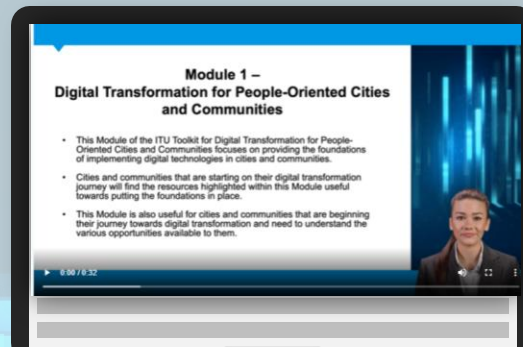 Module 1 –
Digital Transformation for People-Oriented Cities
and Communities
• This Module of the ITU Toolkit for Digital Transformation for People-
Oriented Cities and Communities focuses on providing the foundations
of implementing digital technologies in cities and communities.
• Cities and communities that are starting on their digital transformation
journey will find the resources highlighted within this Module useful
towards putting the foundations in place.
• This Module is also useful for cities and communities that are beginning
their journey towards digital transformation and need to understand the
various opportunities available to them.
0:00 / 0:32